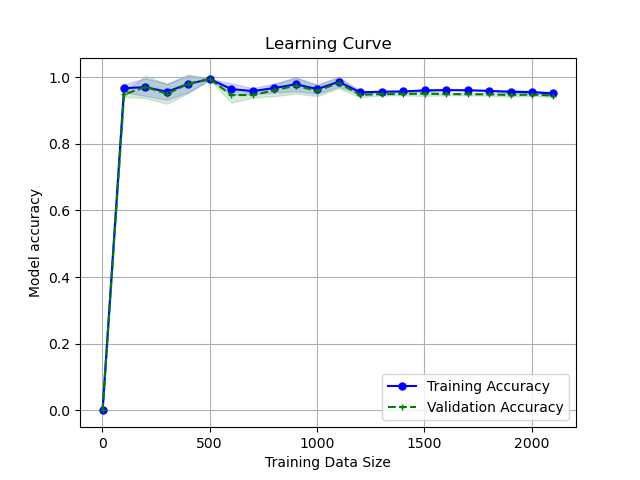 Learning Curve
1.0
0.8
0.6
0.4
0.2
0.0
Model accuracy
Training Accuracy
Validation Accuracy
0 500 1000 1500 2000
Training Data Size